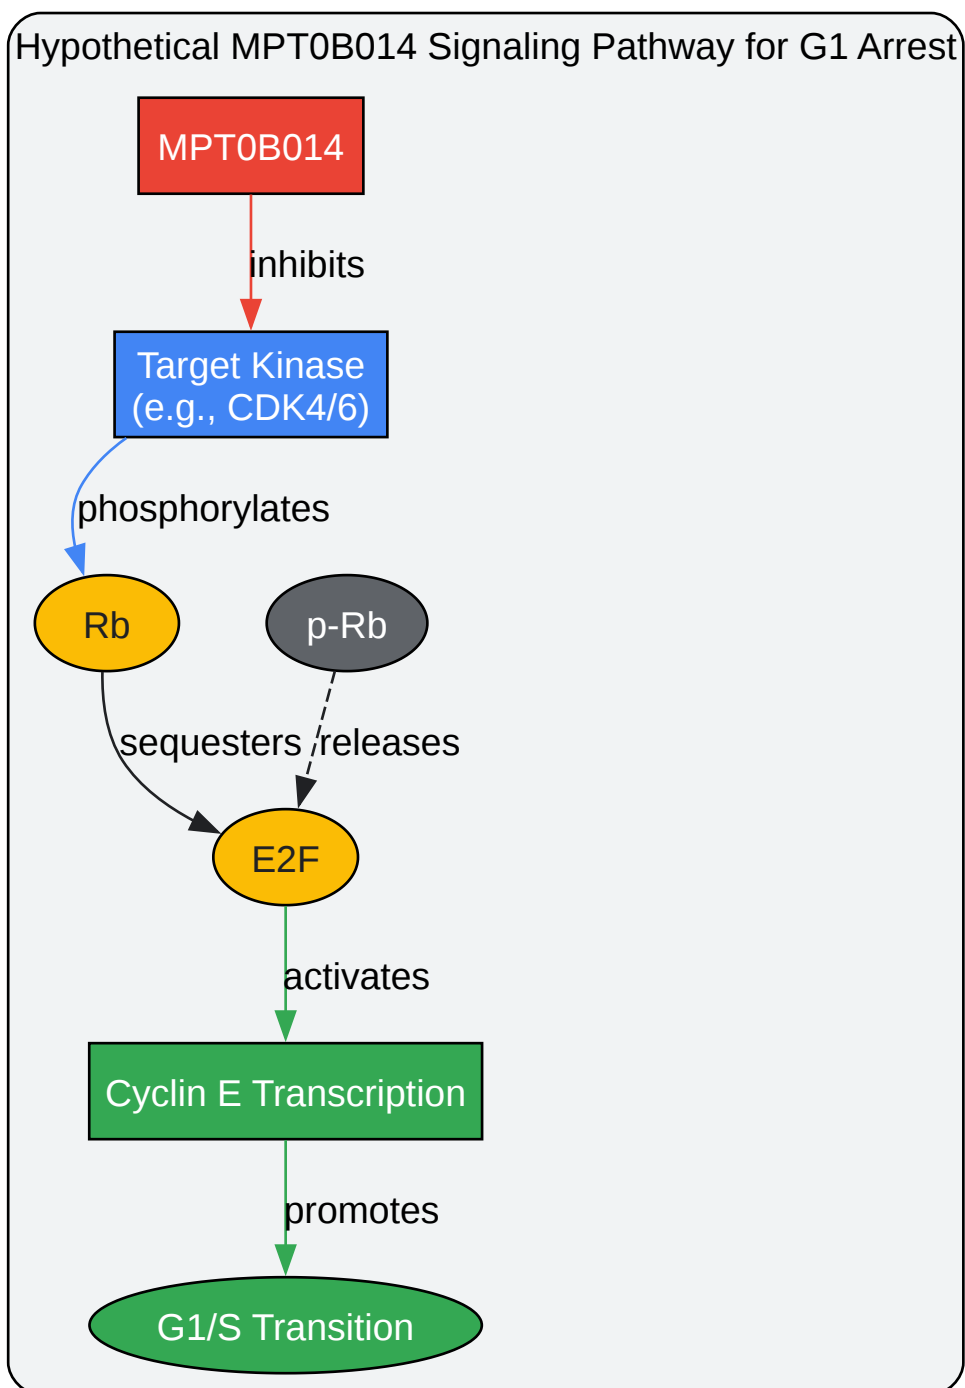 Hypothetical MPT0B014 Signaling Pathway for G1 Arrest
MPT0B014
inhibits
Target Kinase
(e.g., CDK4/6)
phosphorylates
Rb
p-Rb
sequesters
releases
E2F
activates
Cyclin E Transcription
promotes
G1/S Transition